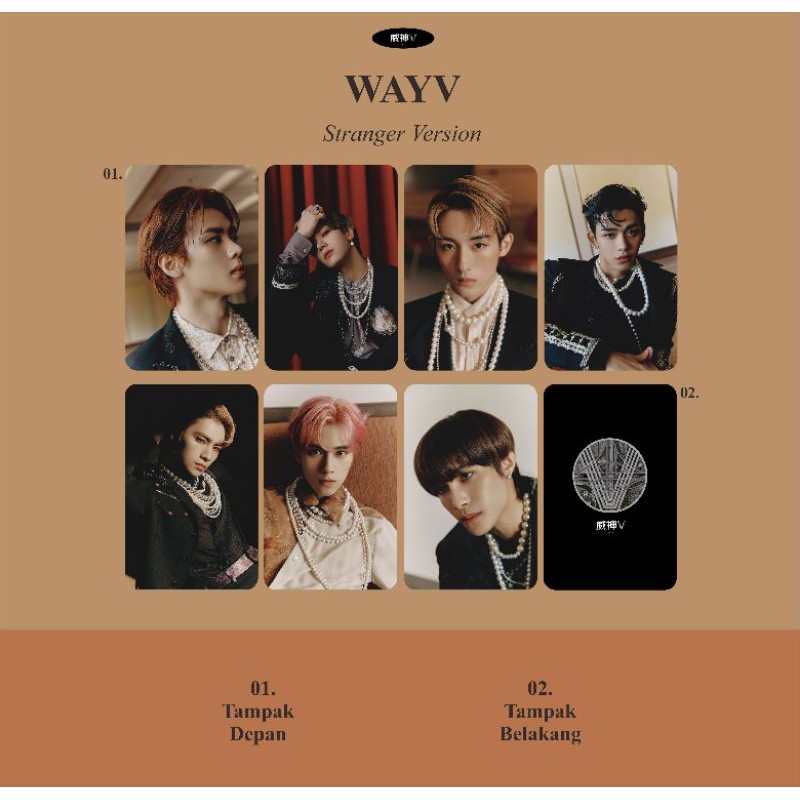 威神V
WAYV
Stranger Version
01.
02.
威神V
01.
Tampak
Depan
02.
Tampak
Belakang